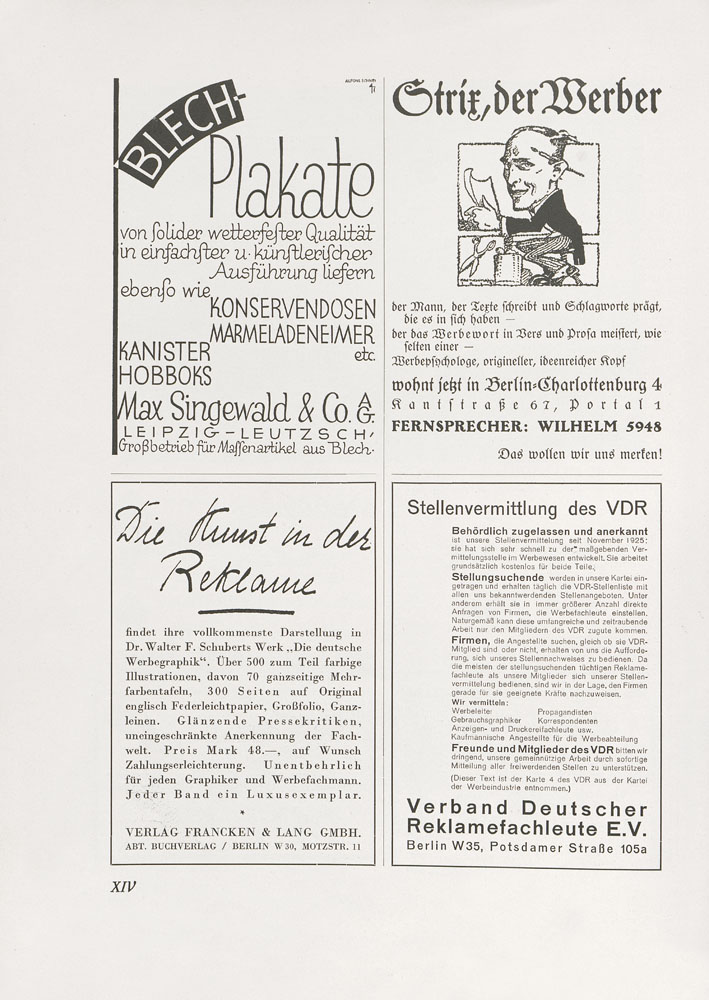 BLECH-
Plakate
von solider wetterfester Qualität
in einfachster u. künstlerischer
Ausführung liefern
ebenso wie
KONSERVENDOSEN
MARMELADENEIMER
KANISTER etc.
HOBBOKS
Max Singewald & Co. A.G.
LEIPZIG-LEUTZSCH,
Großbetrieb für Massenartikel aus Blech.
Strix, der Werber
der Mann, der Texte schreibt und Schlagworte prägt,
die es in sich haben —
der das Werbewort in Vers und Prosa meistert, wie
selten einer —
Werbepsychologe, origineller, ideenreicher Kopf
wohnt jetzt in Berlin-Charlottenburg 4
Kantstraße 67, Portal 1
FERNSPRECHER: WILHELM 5948
Das wollen wir uns merken!
Die Kunst in der
Reklame
findet ihre vollkommenste Darstellung in
Dr. Walter F. Schuberts Werk „Die deutsche
Werbegraphik“. Über 500 zum Teil farbige
Illustrationen, davon 70 ganzseitige Mehr-
farbentafeln, 300 Seiten auf Original
englisch Federleichtpapier, Großfolio, Ganz-
leinen. Glänzende Pressekritiken,
uneingeschränkte Anerkennung der Fach-
welt. Preis Mark 48.—, auf Wunsch
Zahlungserleichterung. Unentbehrlich
für jeden Graphiker und Werbefachmann.
Jeder Band ein Luxusexemplar.
*
VERLAG FRANCKEN & LANG GMBH.
ABT. BUCHVERLAG / BERLIN W 30, MOTZSTR. 11
Stellenvermittlung des VDR
Behördlich zugelassen und anerkannt
ist unsere Stellenvermittelung seit November 1925;
sie hat sich sehr schnell zu der maßgebenden Ver-
mittelungsstelle im Werbewesen entwickelt. Sie arbeitet
grundsätzlich kostenlos für beide Teile.
Stellungsuchende werden in unsere Kartei ein-
getragen und erhalten täglich die VDR-Stellenliste mit
allen uns bekanntwerdenden Stellenangeboten. Unter
anderem erhält sie in immer größerer Anzahl direkte
Anfragen von Firmen, die Werbefachleute einstellen.
Naturgemäß kann diese umfangreiche und zeitraubende
Arbeit nur den Mitgliedern des VDR zugute kommen.
Firmen, die Angestellte suchen, gleich ob sie VDR-
Mitglied sind oder nicht, erhalten von uns die Aufforde-
rung, sich unseres Stellennachweises zu bedienen. Da
die meisten der stellungsuchenden tüchtigen Reklame-
fachleute als unsere Mitglieder sich unserer Stellen-
vermittelung bedienen, sind wir in der Lage, den Firmen
gerade für sie geeignete Kräfte nachzuweisen.
Wir vermitteln:
Werbeleiter Propagandisten
Gebrauchsgraphiker Korrespondenten
Anzeigen- und Druckereifachleute usw.
Kaufmännische Angestellte für die Werbeabteilung
Freunde und Mitglieder des VDR bitten wir
dringend, unsere gemeinnützige Arbeit durch sofortige
Mitteilung aller freiwerdenden Stellen zu unterstützen.
(Dieser Text ist der Karte 4 des VDR aus der Kartei
der Werbeindustrie entnommen.)
Verband Deutscher
Reklamefachleute E.V.
Berlin W35, Potsdamer Straße 105a
XIV